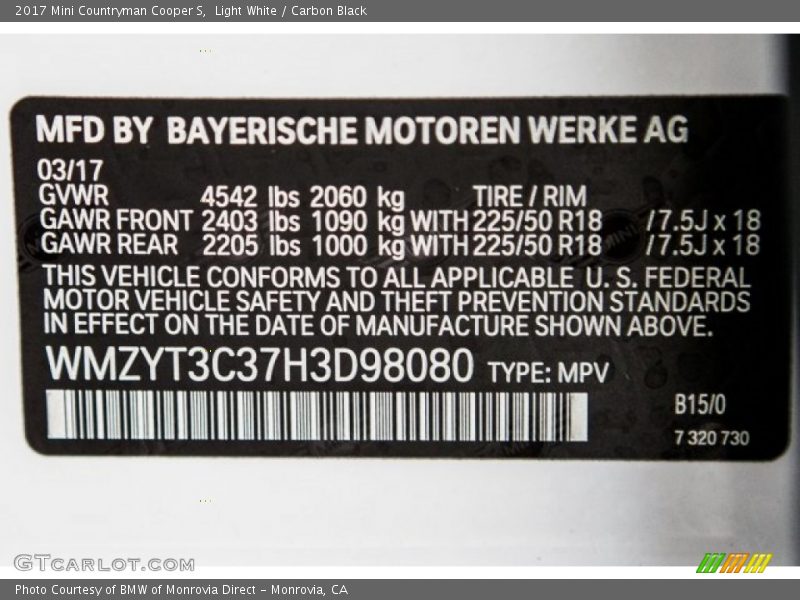 2017 Mini Countryman Cooper S,  Light White / Carbon Black
MFD BY BAYERISCHE MOTOREN WERKE AG
03/17
GVWR 4542 lbs 2060 kg TIRE / RIM
GAWR FRONT 2403 lbs 1090 kg WITH 225/50 R18 /7.5J x 18
GAWR REAR 2205 lbs 1000 kg WITH 225/50 R18 /7.5J x 18
THIS VEHICLE CONFORMS TO ALL APPLICABLE U. S. FEDERAL
MOTOR VEHICLE SAFETY AND THEFT PREVENTION STANDARDS
IN EFFECT ON THE DATE OF MANUFACTURE SHOWN ABOVE.
WMZYT3C37H3D98080 TYPE: MPV
B15/0
7 320 730
GTCARLOT.COM
Photo Courtesy of BMW of Monrovia Direct - Monrovia, CA